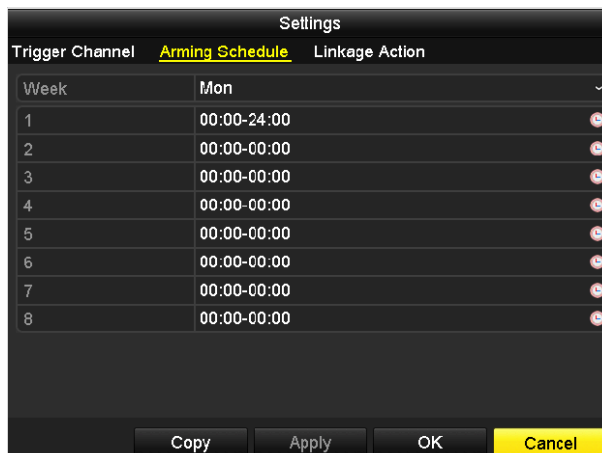 Settings
Trigger Channel Arming Schedule Linkage Action
Week Mon
1 00:00-24:00
2 00:00-00:00
3 00:00-00:00
4 00:00-00:00
5 00:00-00:00
6 00:00-00:00
7 00:00-00:00
8 00:00-00:00
Copy Apply OK Cancel